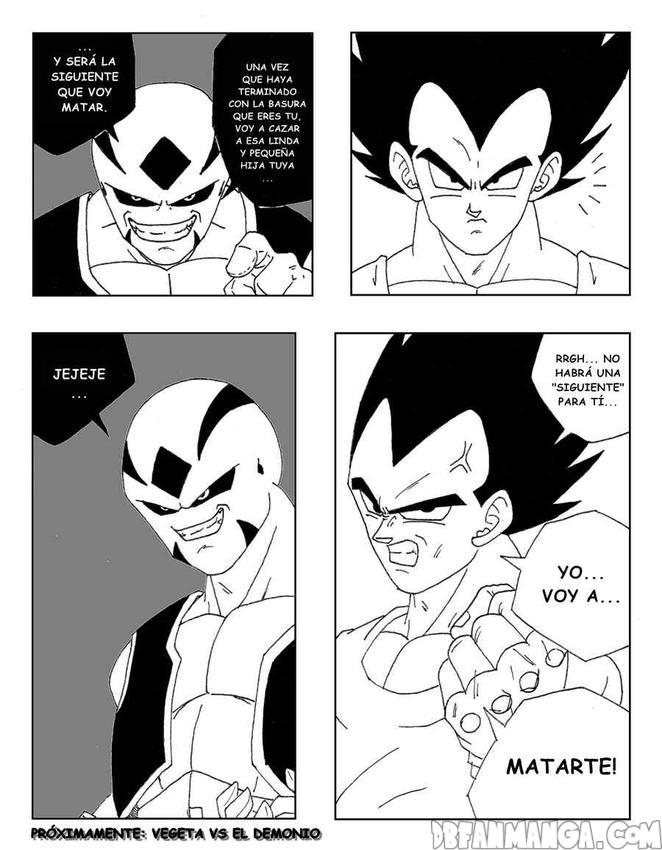 UNA VEZ
QUE HAYA
TERMINADO
CON LA BASURA
QUE ERES TU,
VOY A CAZAR
A ESA LINDA
Y PEQUEÑA
HIJA TUYA
...
...
Y SERÁ LA
SIGUIENTE
QUE VOY
MATAR.
JEJEJE
...
RRGH... NO
HABRÁ UNA
"SIGUIENTE"
PARA TÍ...
YO...
VOY A...
MATARTE!
PRÓXIMAMENTE: VEGETA VS EL DEMONIO
DBFANMANGA.COM